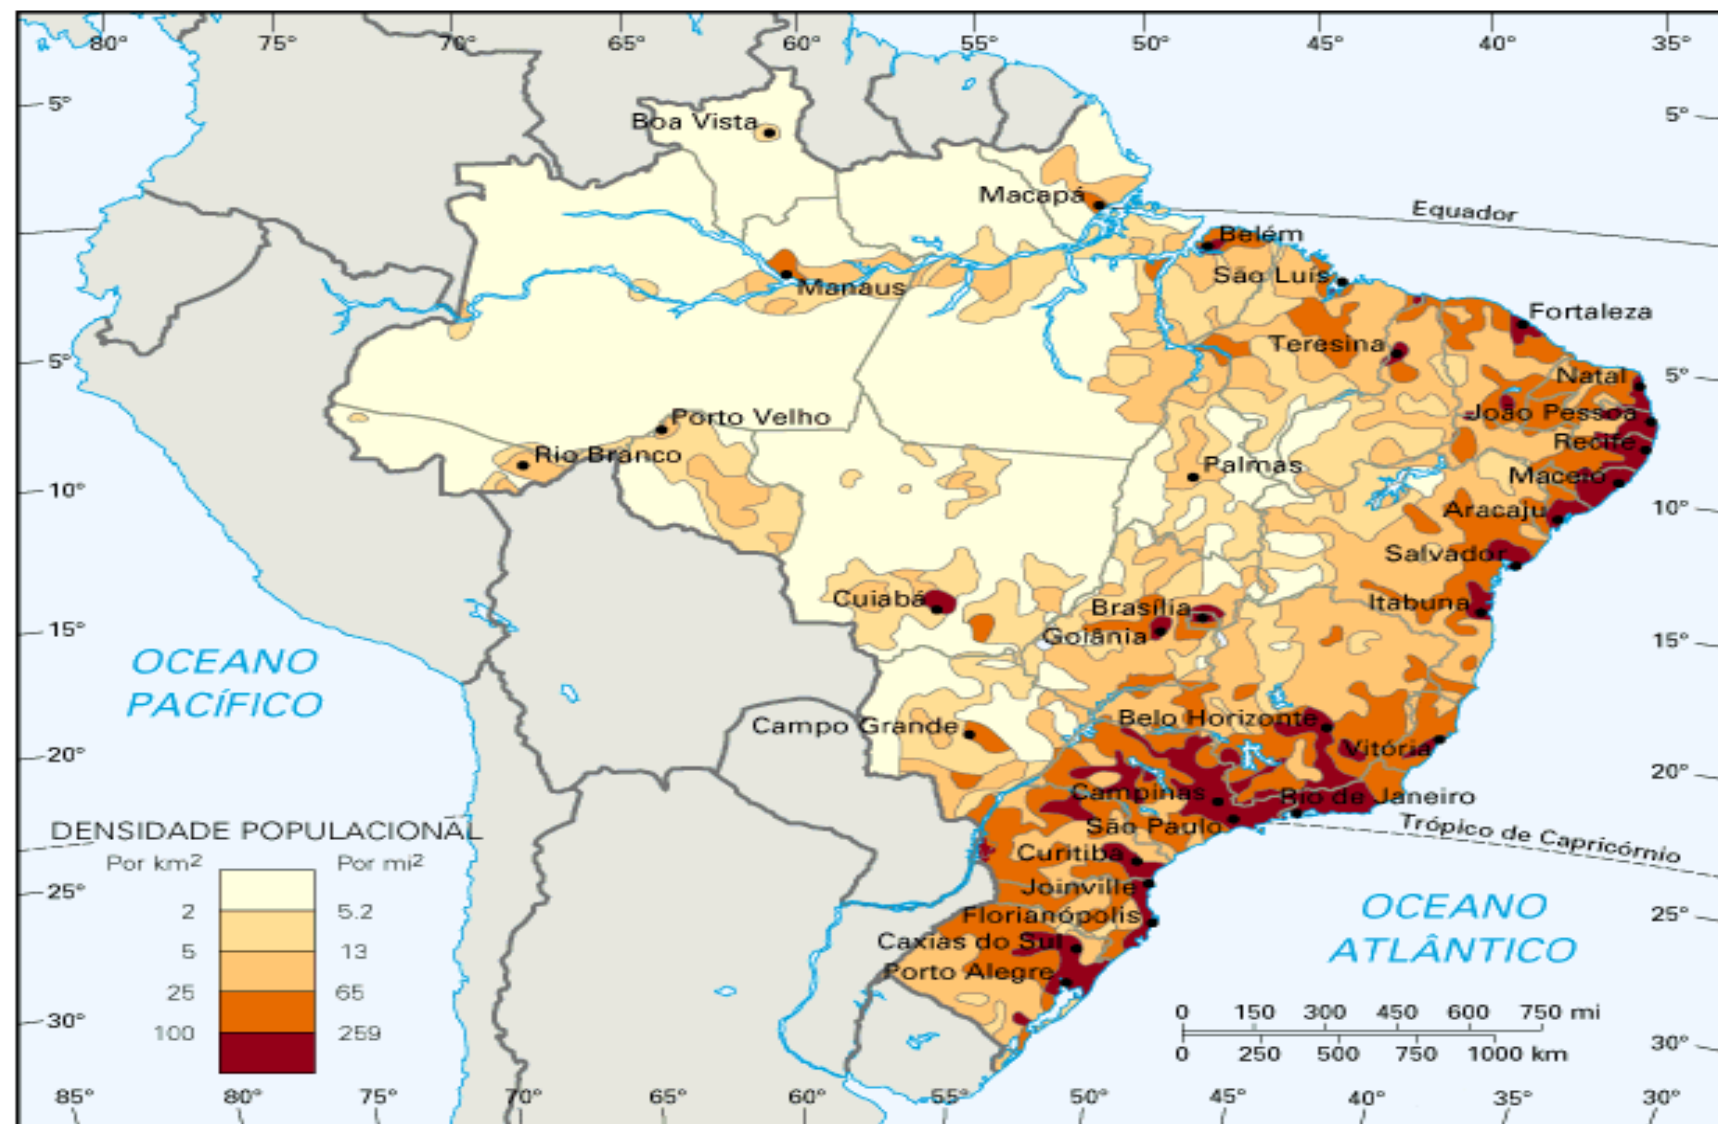 80° 75° 70° 65° 60° 55° 50° 45° 40° 35°
5° 5°
Boa Vista
Macapá
Equador
Belém
São Luís
Manaus
Fortaleza
Teresina
5° Natal 5°
João Pessoa
Porto Velho
Recife
Rio Branco
Palmas
Maceió
10° Aracaju 10°
Salvador
Cuiabá
Brasília
Itabuna
Goiânia
15° 15°
OCEANO
PACÍFICO
Campo Grande
Belo Horizonte
Vitória
20° 20°
Campinas
Rio de Janeiro
São Paulo
Trópico de Capricórnio
DENSIDADE POPULACIONAL
Por km² Por mi²
2 5.2
5 13
25 65
100 259
Curitiba
Joinville
Florianópolis
Caxias do Sul
Porto Alegre
25° 25°
OCEANO
ATLÂNTICO
0 150 300 450 600 750 mi
0 250 500 750 1000 km
30° 30°
85° 80° 75° 70° 65° 60° 55° 50° 45° 40° 35° 30°